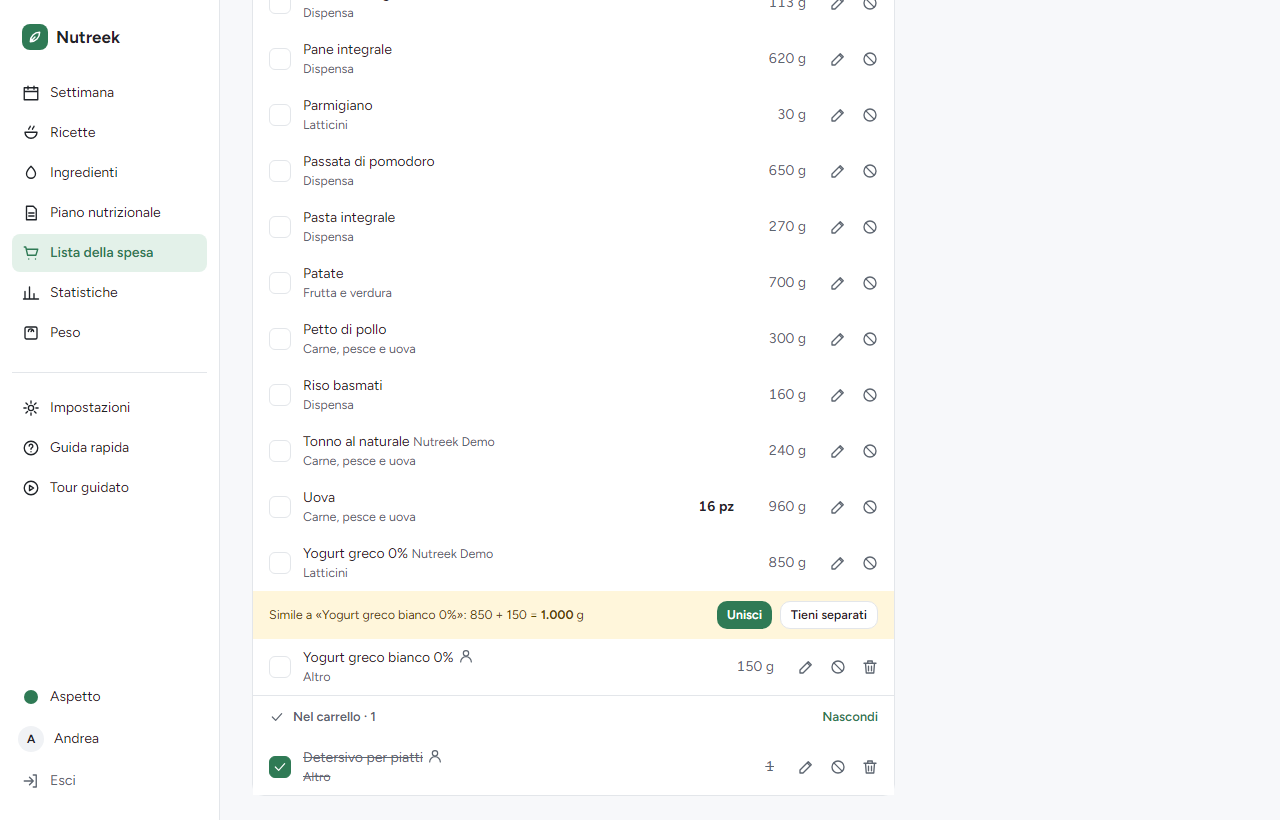 Nutreek
Settimana
Ricette
Ingredienti
Piano nutrizionale
Lista della spesa
Statistiche
Peso
Impostazioni
Guida rapida
Tour guidato
Aspetto
A Andrea
Esci
113 g
Dispensa
Pane integrale
Dispensa
620 g
Parmigiano
Latticini
30 g
Passata di pomodoro
Dispensa
650 g
Pasta integrale
Dispensa
270 g
Patate
Frutta e verdura
700 g
Petto di pollo
Carne, pesce e uova
300 g
Riso basmati
Dispensa
160 g
Tonno al naturale Nutreek Demo
Carne, pesce e uova
240 g
Uova
Carne, pesce e uova
16 pz 960 g
Yogurt greco 0% Nutreek Demo
Latticini
850 g
Simile a «Yogurt greco bianco 0%»: 850 + 150 = 1.000 g Unisci Tieni separati
Yogurt greco bianco 0%
Altro
150 g
Nel carrello · 1 Nascondi
Detersivo per piatti
Altro
1